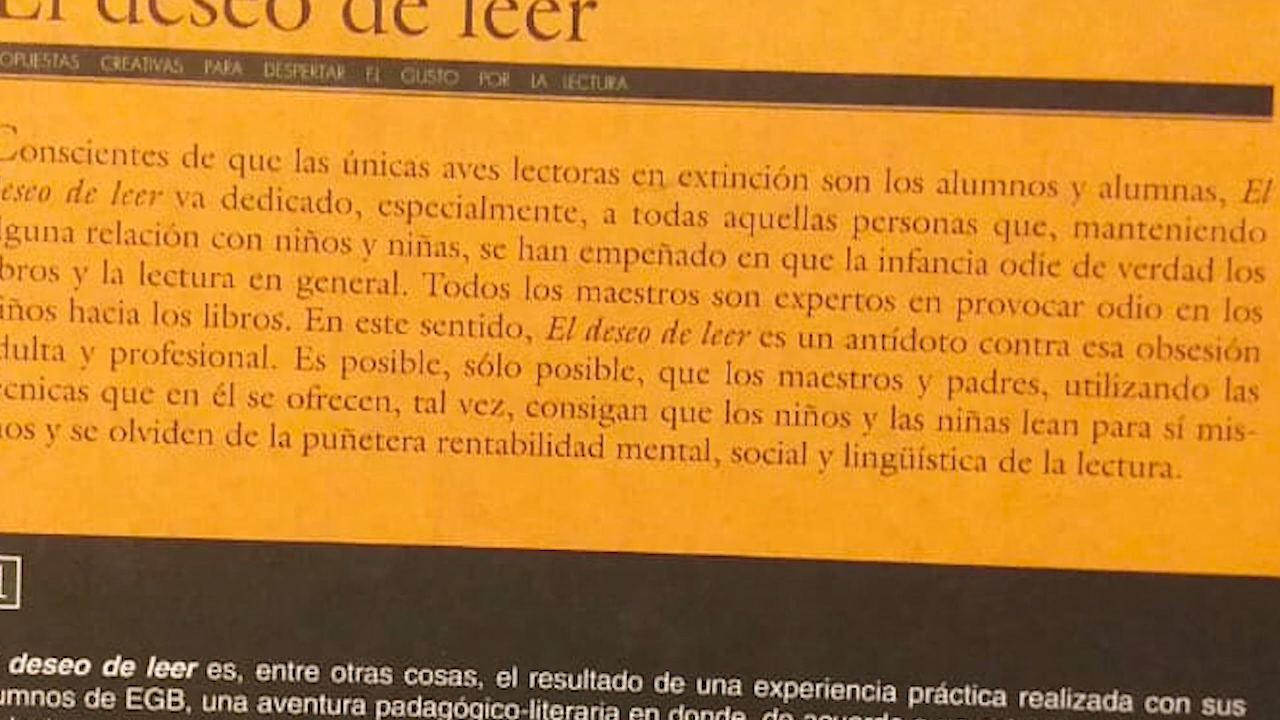 El deseo de leer
OPUESTAS CREATIVAS PARA DESPERTAR EL GUSTO POR LA LECTURA
Conscientes de que las únicas aves lectoras en extinción son los alumnos y alumnas, El
eseo de leer va dedicado, especialmente, a todas aquellas personas que, manteniendo
lguna relación con niños y niñas, se han empeñado en que la infancia odie de verdad los
bros y la lectura en general. Todos los maestros son expertos en provocar odio en los
iños hacia los libros. En este sentido, El deseo de leer es un antídoto contra esa obsesión
dulta y profesional. Es posible, sólo posible, que los maestros y padres, utilizando las
cnicas que en él se ofrecen, tal vez, consigan que los niños y las niñas lean para sí mis-
os y se olviden de la puñetera rentabilidad mental, social y lingüística de la lectura.
1
deseo de leer es, entre otras cosas, el resultado de una experiencia práctica realizada con sus
umnos de EGB, una aventura padagógico-literaria en donde, de acuerdo